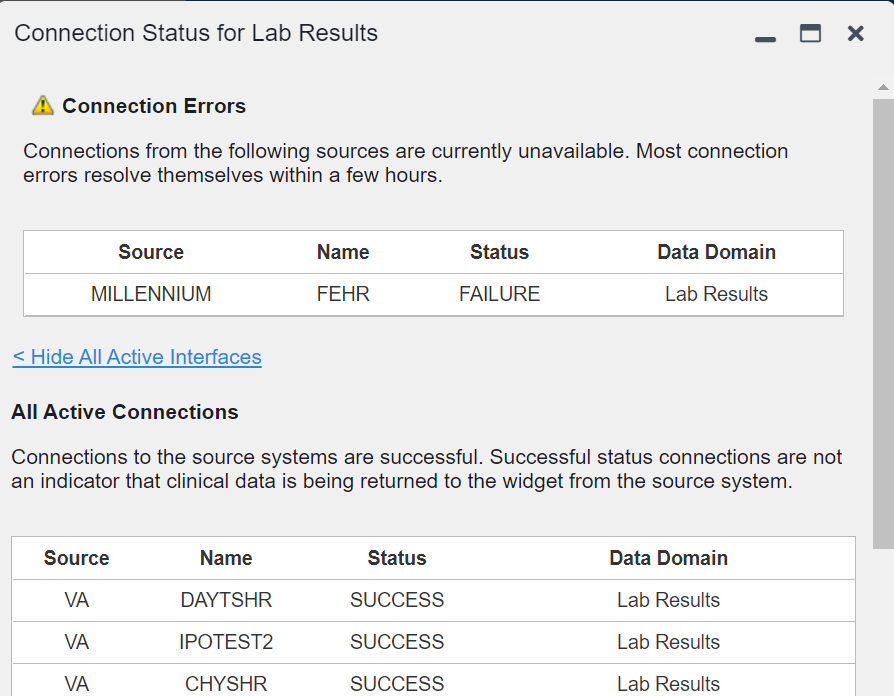 Connection Status for Lab Results
Connection Errors
Connections from the following sources are currently unavailable. Most connection
errors resolve themselves within a few hours.
Source Name Status Data Domain
MILLENNIUM FEHR FAILURE Lab Results
< Hide All Active Interfaces
All Active Connections
Connections to the source systems are successful. Successful status connections are not
an indicator that clinical data is being returned to the widget from the source system.
Source Name Status Data Domain
VA DAYTSHR SUCCESS Lab Results
VA IPOTEST2 SUCCESS Lab Results
VA CHYSHR SUCCESS Lab Results